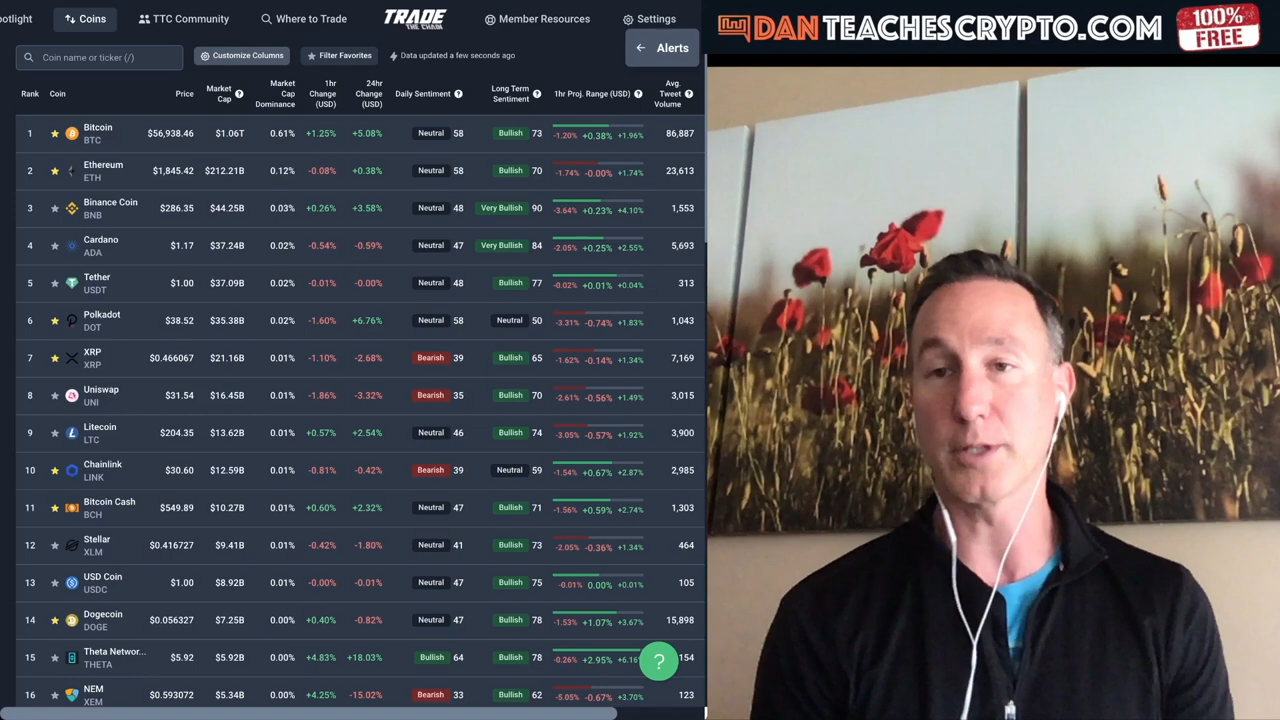 otlight Coins TTC Community Where to Trade TRADE THE CHAIN Member Resources Settings
DANTEACHESCRYPTO.COM 100% FREE
Coin name or ticker (/) Customize Columns Filter Favorites Data updated a few seconds ago Alerts
Rank Coin Price Market Cap Market Cap Dominance 1hr Change (USD) 24hr Change (USD) Daily Sentiment Long Term Sentiment 1hr Proj. Range (USD) Avg. Tweet Volume
1 Bitcoin BTC $56,938.46 $1.06T 0.61% +1.25% +5.08% Neutral 58 Bullish 73 -1.20% +0.38% +1.96% 86,887
2 Ethereum ETH $1,845.42 $212.21B 0.12% -0.08% +0.38% Neutral 58 Bullish 70 -1.74% -0.00% +1.74% 23,613
3 Binance Coin BNB $286.35 $44.25B 0.03% +0.26% +3.58% Neutral 48 Very Bullish 90 -3.64% +0.23% +4.10% 1,553
4 Cardano ADA $1.17 $37.24B 0.02% -0.54% -0.59% Neutral 47 Very Bullish 84 -2.05% +0.25% +2.55% 5,693
5 Tether USDT $1.00 $37.09B 0.02% -0.01% -0.00% Neutral 48 Bullish 77 -0.02% +0.01% +0.04% 313
6 Polkadot DOT $38.52 $35.38B 0.02% -1.60% +6.76% Neutral 58 Neutral 50 -3.31% -0.74% +1.83% 1,043
7 XRP XRP $0.466067 $21.16B 0.01% -1.10% -2.68% Bearish 39 Bullish 65 -1.62% -0.14% +1.34% 7,169
8 Uniswap UNI $31.54 $16.45B 0.01% -1.86% -3.32% Bearish 35 Bullish 70 -2.61% -0.56% +1.49% 3,015
9 Litecoin LTC $204.35 $13.62B 0.01% +0.57% +2.54% Neutral 46 Bullish 74 -3.05% -0.57% +1.92% 3,900
10 Chainlink LINK $30.60 $12.59B 0.01% -0.81% -0.42% Bearish 39 Neutral 59 -1.54% +0.67% +2.87% 2,985
11 Bitcoin Cash BCH $549.89 $10.27B 0.01% +0.60% +2.32% Neutral 47 Bullish 71 -1.56% +0.59% +2.74% 1,303
12 Stellar XLM $0.416727 $9.41B 0.01% -0.42% -1.80% Neutral 41 Bullish 73 -2.05% -0.36% +1.34% 464
13 USD Coin USDC $1.00 $8.92B 0.01% -0.00% -0.01% Neutral 47 Bullish 75 -0.01% 0.00% +0.01% 105
14 Dogecoin DOGE $0.056327 $7.25B 0.00% +0.40% -0.82% Neutral 47 Bullish 78 -1.53% +1.07% +3.67% 15,898
15 Theta Networ... THETA $5.92 $5.92B 0.00% +4.83% +18.03% Bullish 64 Bullish 78 -0.26% +2.95% +6.16 154
16 NEM XEM $0.593072 $5.34B 0.00% +4.25% -15.02% Bearish 33 Bullish 62 -5.05% -0.67% +3.70% 123
?